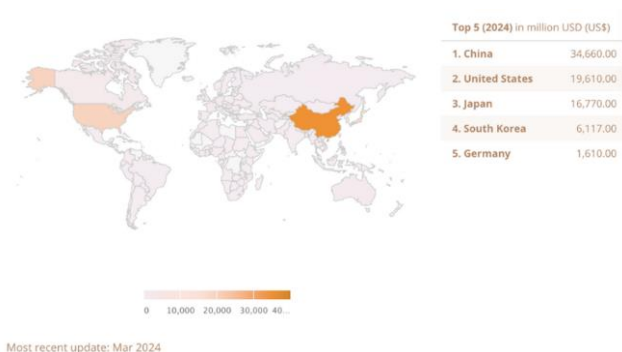 Top 5 (2024) in million USD (US$)
1. China 34,660.00
2. United States 19,610.00
3. Japan 16,770.00
4. South Korea 6,117.00
5. Germany 1,610.00
0 10,000 20,000 30,000 40...
Most recent update: Mar 2024